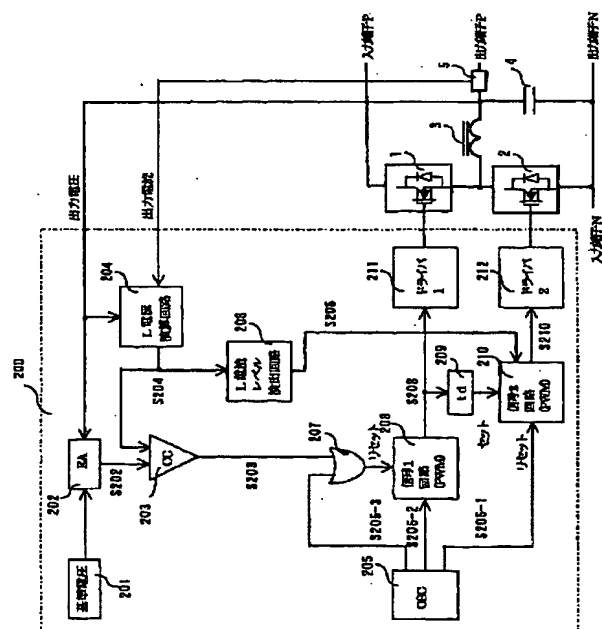 200
基準電圧
201
EA
202
S202
出力電圧
出力電流
204
L電流
演算回路
S204
CC
203
S203
L電流
レベル
検出回路
S206
207
リセット
信号1
回路
(PWM)
208
S208
209
td
セット
リセット
信号2
回路
(PWM)
210
S210
205
OSC
S205-3
S205-2
S205-1
211
ドライバ
1
212
ドライバ
2
1
2
3
4
5
入力端子P
出力端子P
出力端子N
入力端子N